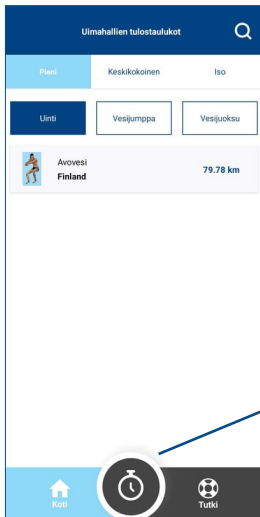 Uimahallien tulostaulukot
Pieni Keskikokoinen Iso
Uinti Vesijumppa Vesijuoksu
Avovesi
Finland 79.78 km
Koti Tutki